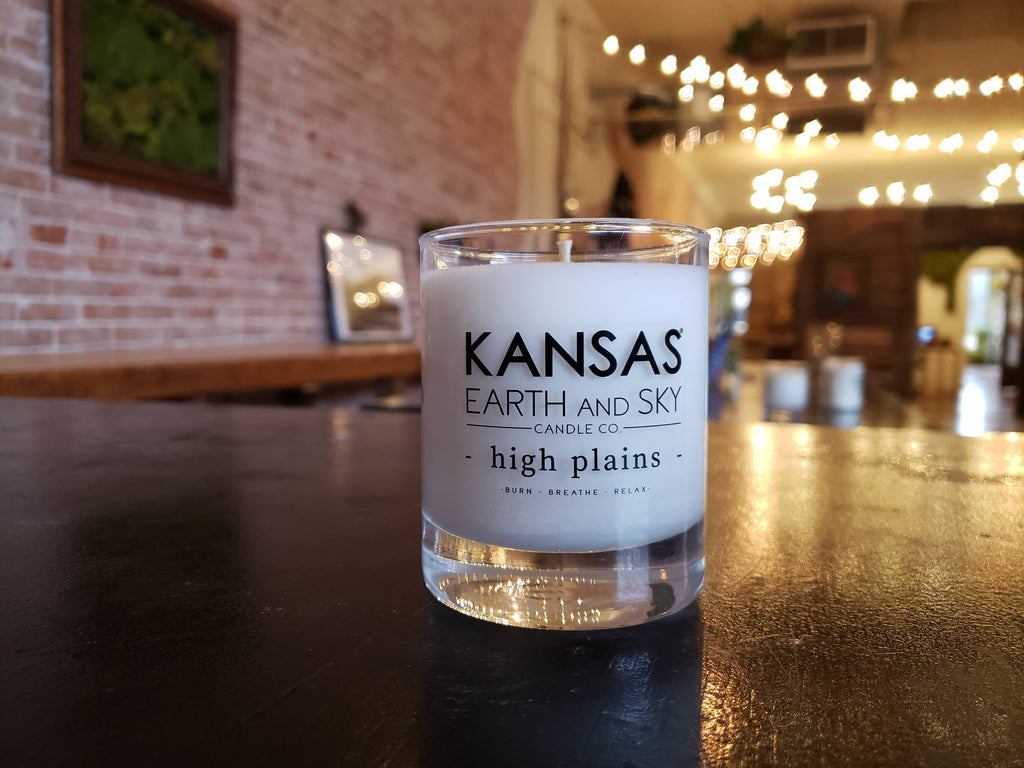 KANSAS®
EARTH AND SKY
CANDLE CO.
- high plains -
·BURN · BREATHE · RELAX·